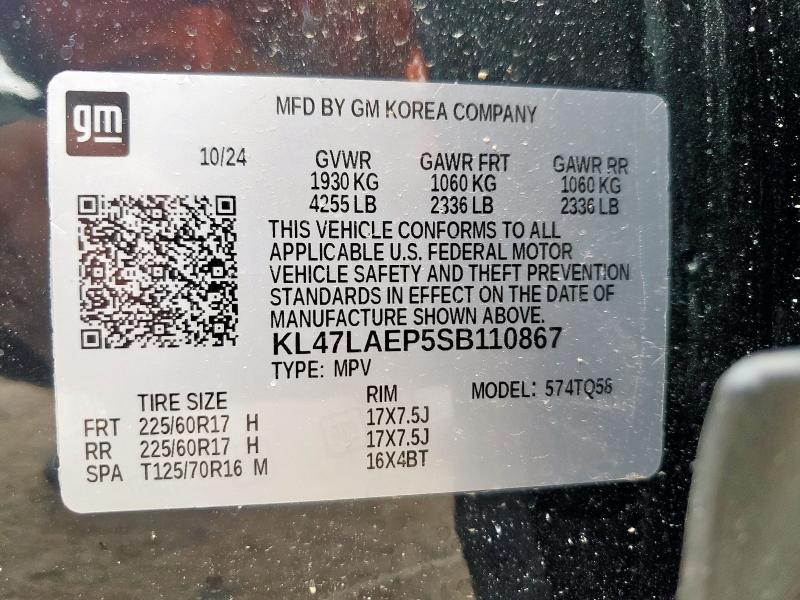 gm
MFD BY GM KOREA COMPANY
10/24 GVWR GAWR FRT GAWR RR
1930 KG 1060 KG 1060 KG
4255 LB 2336 LB 2336 LB
THIS VEHICLE CONFORMS TO ALL
APPLICABLE U.S. FEDERAL MOTOR
VEHICLE SAFETY AND THEFT PREVENTION
STANDARDS IN EFFECT ON THE DATE OF
MANUFACTURE SHOWN ABOVE.
KL47LAEP5SB110867
TYPE: MPV MODEL: 574TQ56
TIRE SIZE RIM
FRT 225/60R17 H 17X7.5J
RR 225/60R17 H 17X7.5J
SPA T125/70R16 M 16X4BT